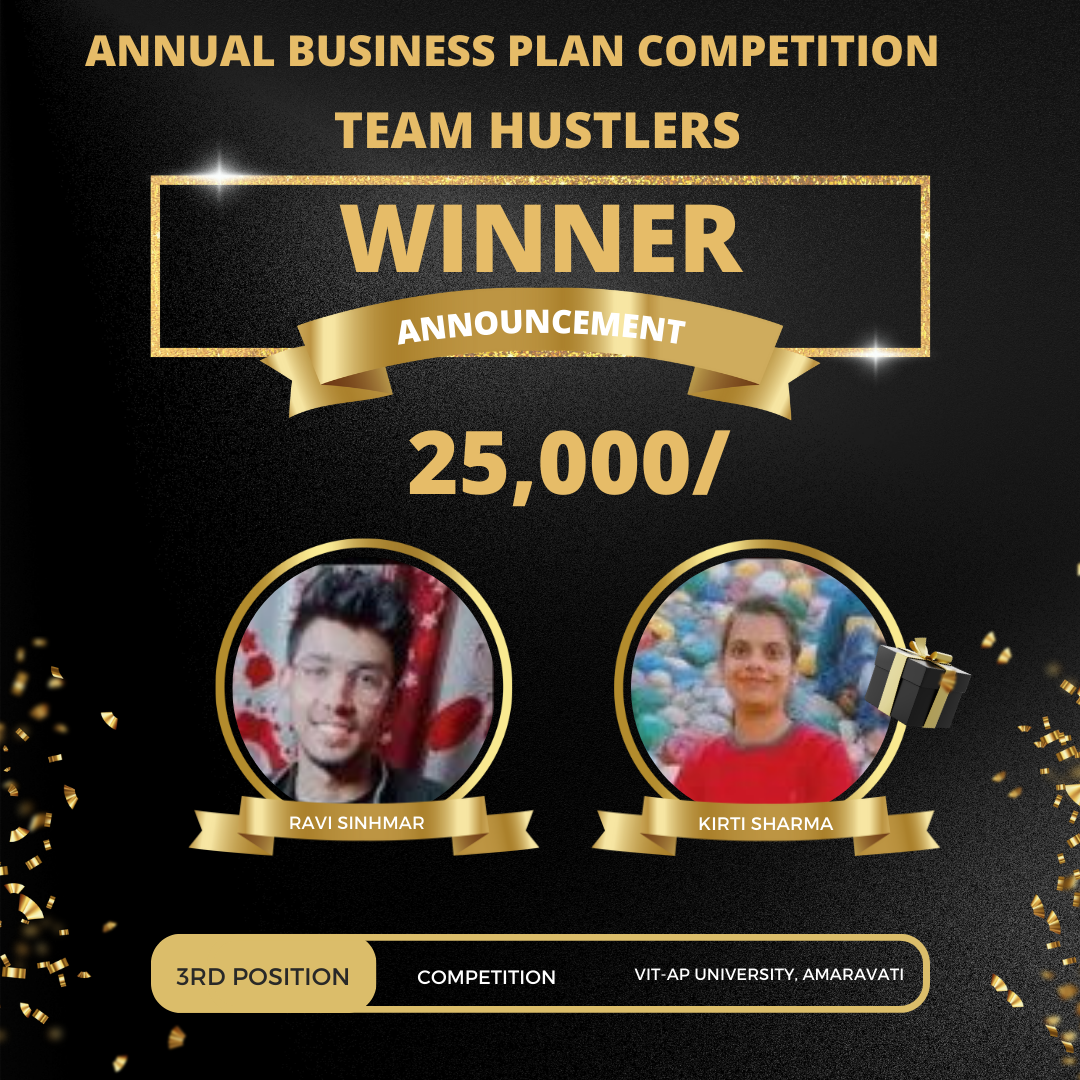 ANNUAL BUSINESS PLAN COMPETITION
TEAM HUSTLERS
WINNER
ANNOUNCEMENT
25,000/
RAVI SINHMAR
KIRTI SHARMA
3RD POSITION
COMPETITION
VIT-AP UNIVERSITY, AMARAVATI